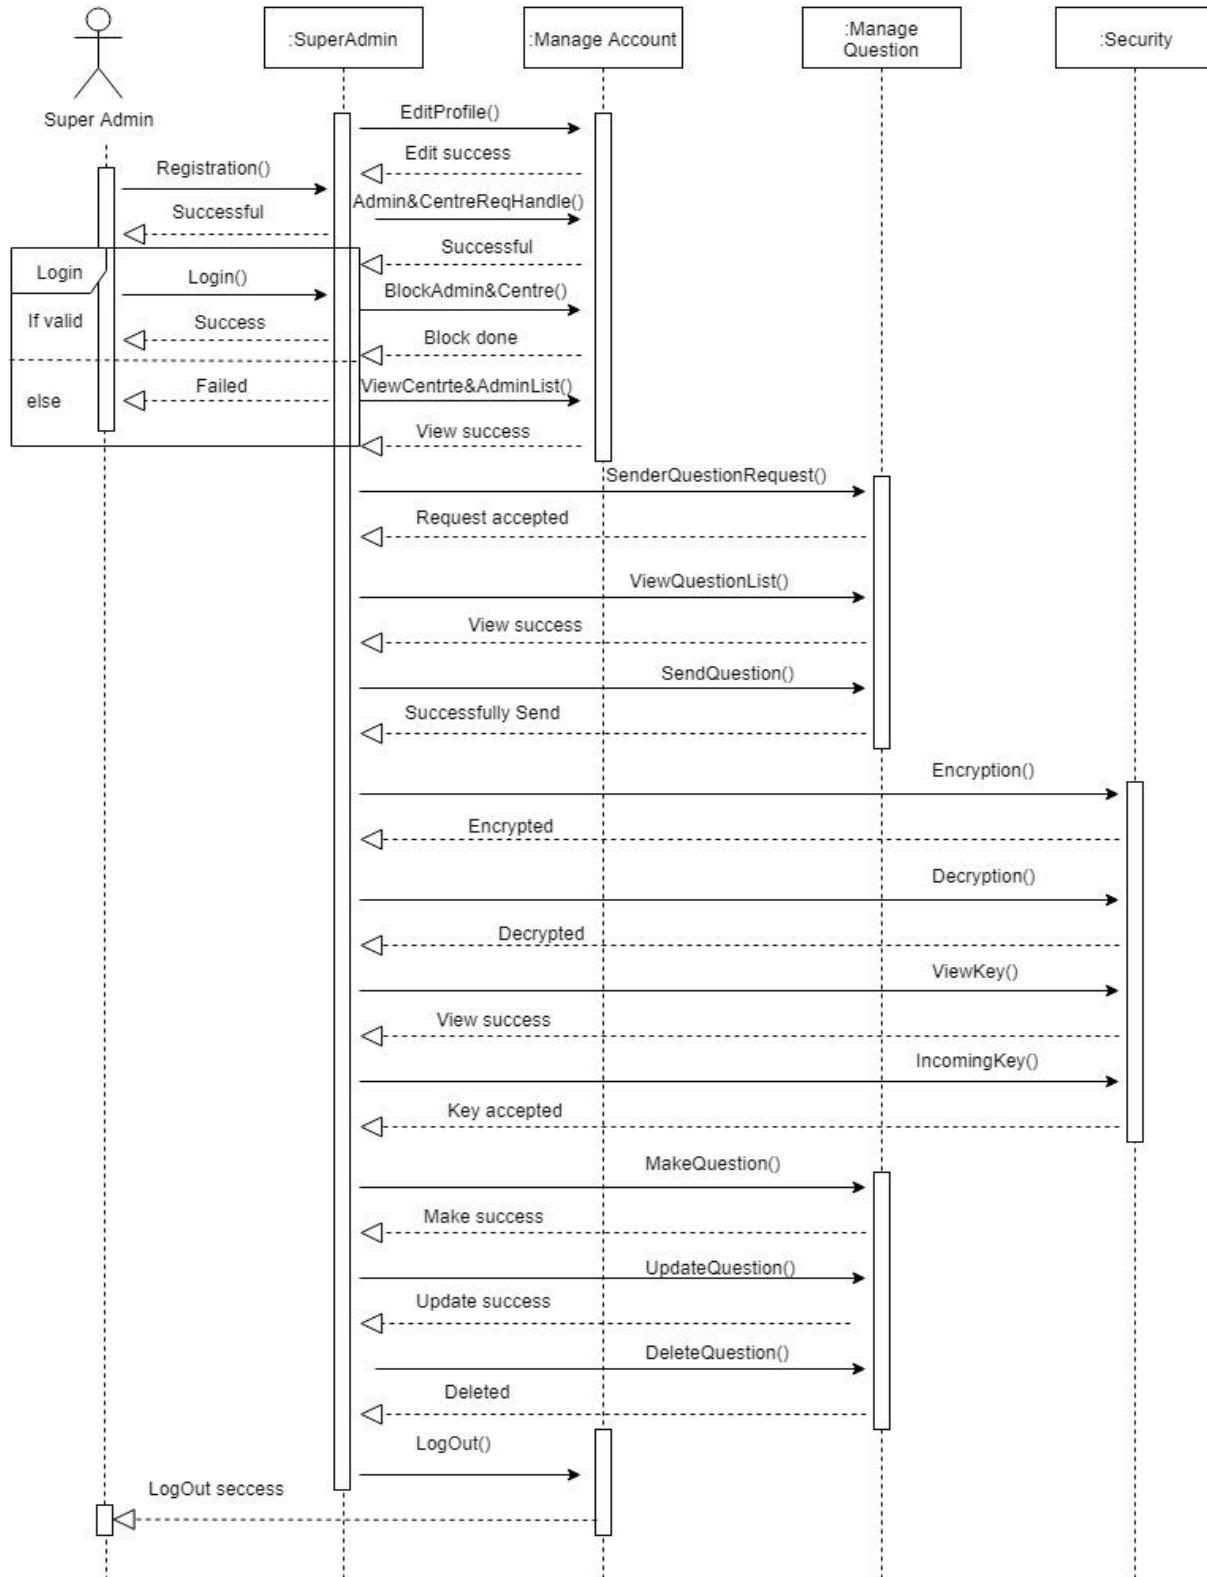 :SuperAdmin
:Manage Account
:Manage
Question
:Security
Super Admin
EditProfile()
Edit success
Registration()
Admin&CentreReqHandle()
Successful
Successful
Login
Login()
BlockAdmin&Centre()
If valid
Success
Block done
Failed
ViewCentrte&AdminList()
else
View success
SenderQuestionRequest()
Request accepted
ViewQuestionList()
View success
SendQuestion()
Successfully Send
Encryption()
Encrypted
Decryption()
Decrypted
ViewKey()
View success
IncomingKey()
Key accepted
MakeQuestion()
Make success
UpdateQuestion()
Update success
DeleteQuestion()
Deleted
LogOut()
LogOut seccess